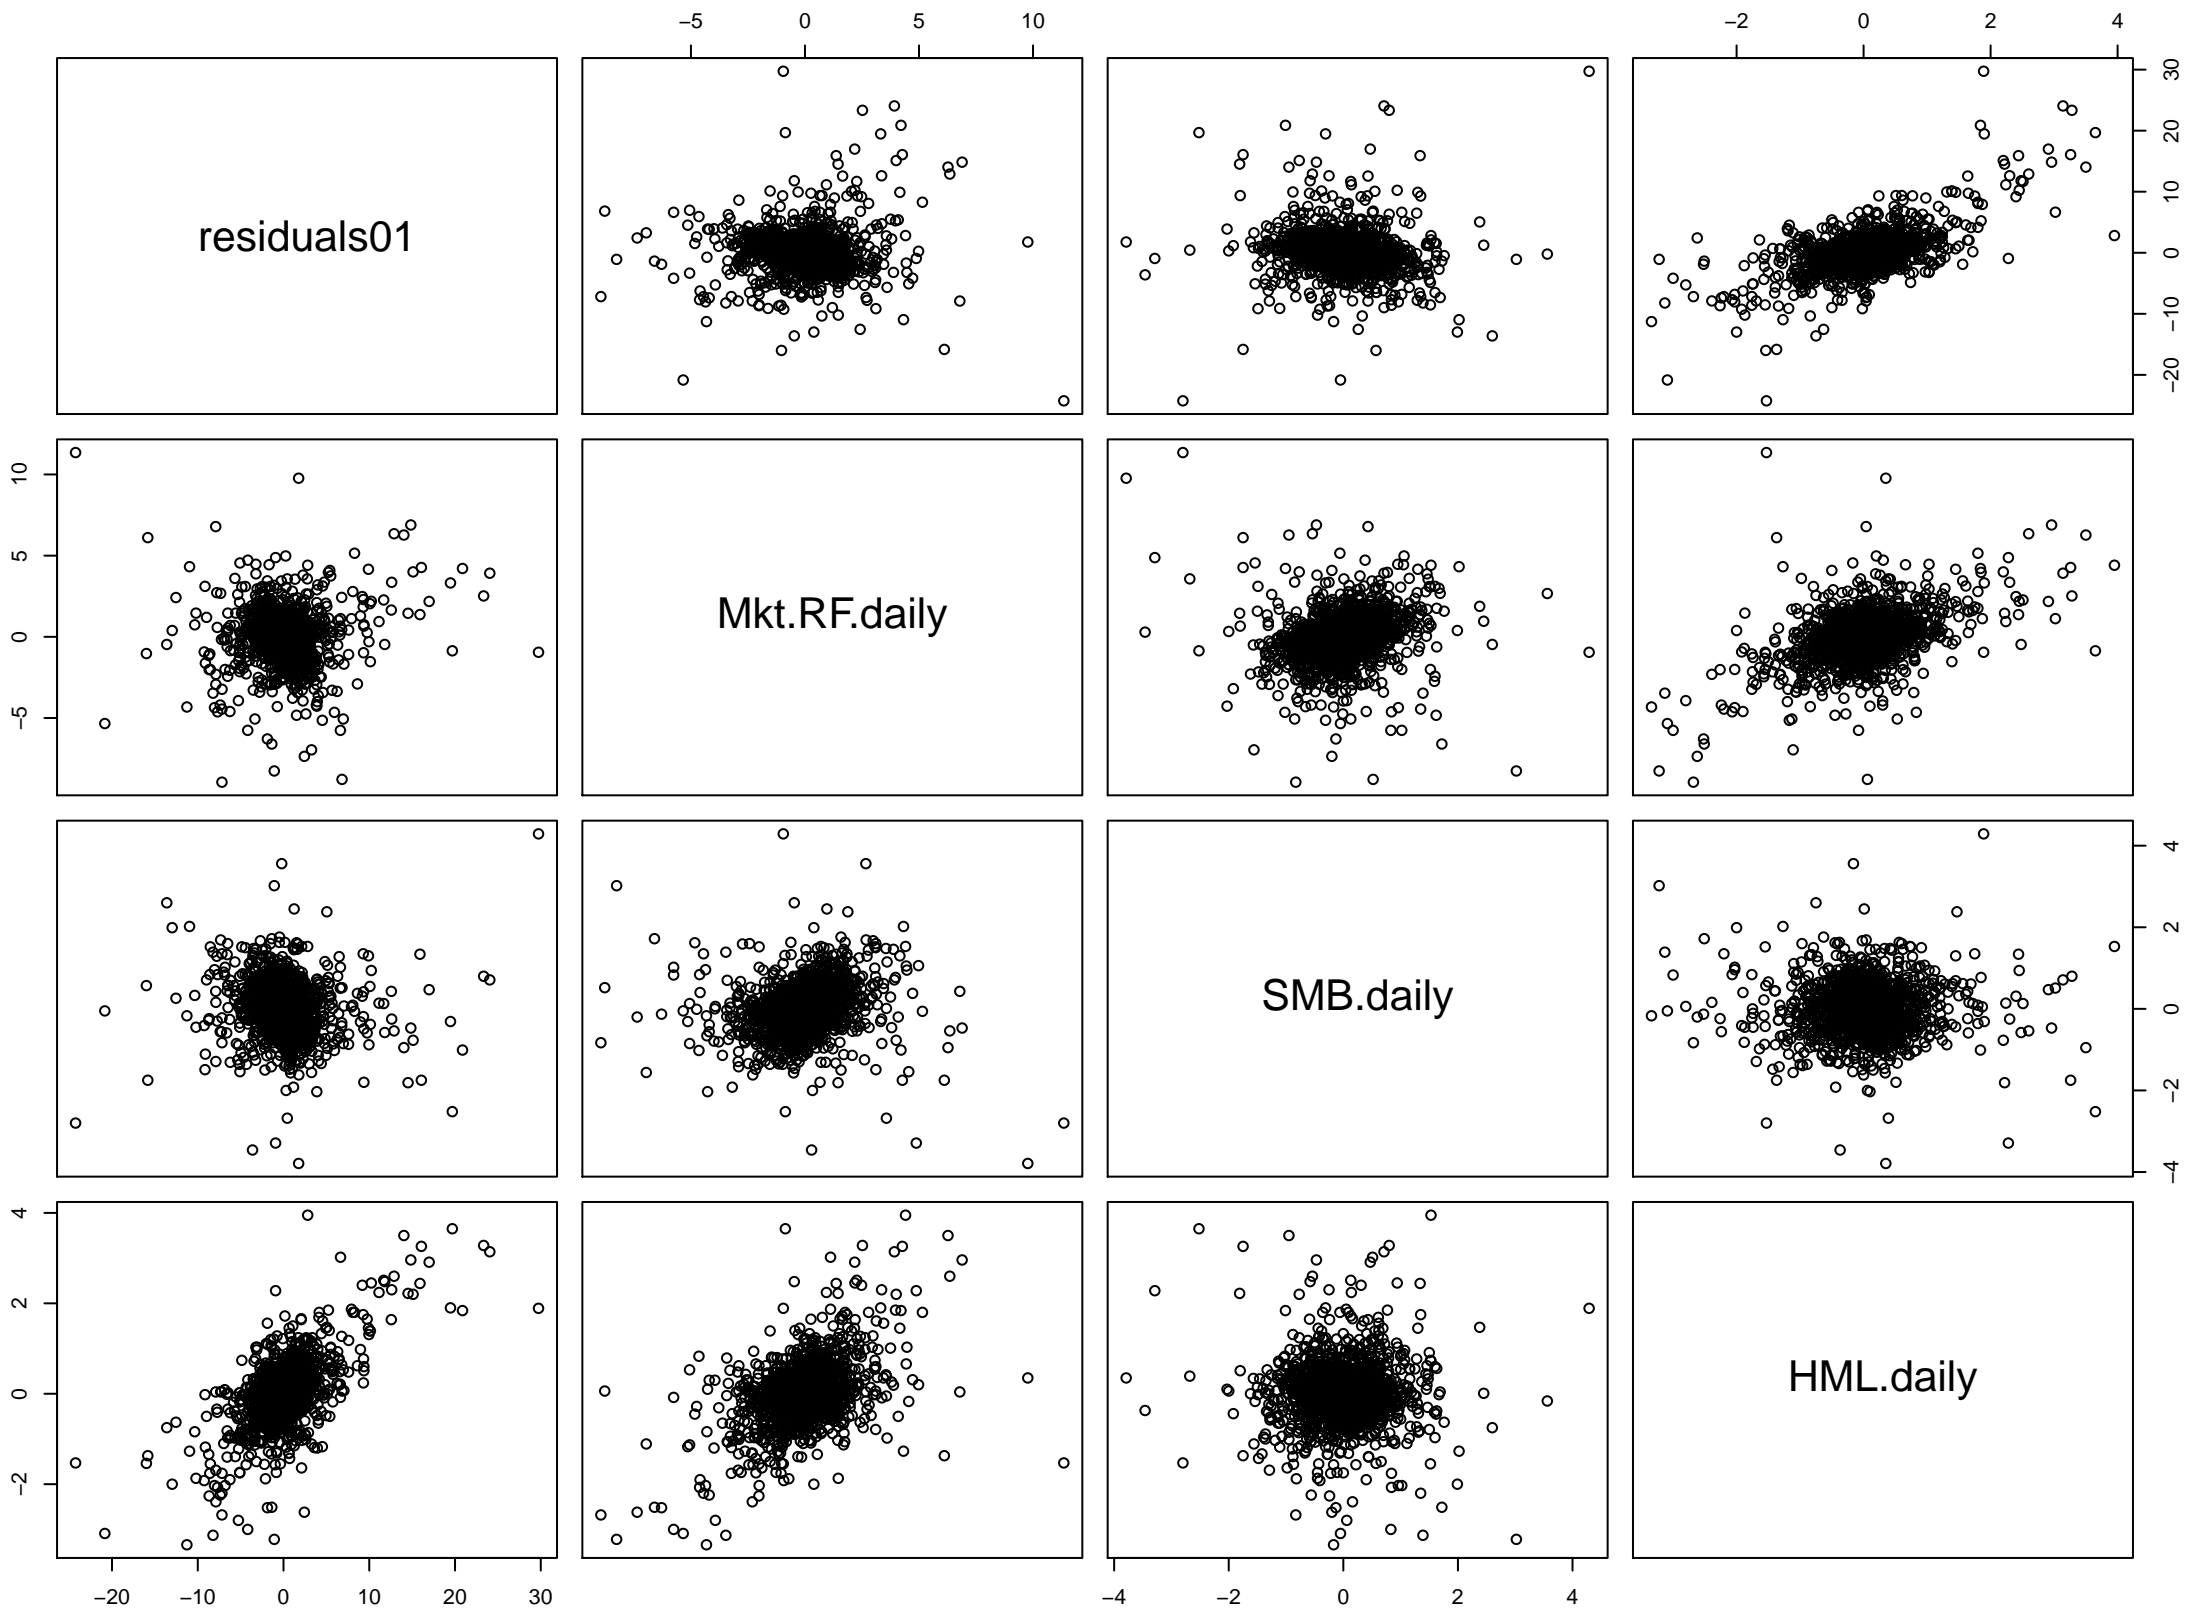 −5 0 5 10 −2 0 2 4
residuals01
−20 −10 0 10 20 30
−5 0 5 10
Mkt.RF.daily
SMB.daily
−4 −2 0 2 4
−2 0 2 4
HML.daily
−20 −10 0 10 20 30 −4 −2 0 2 4